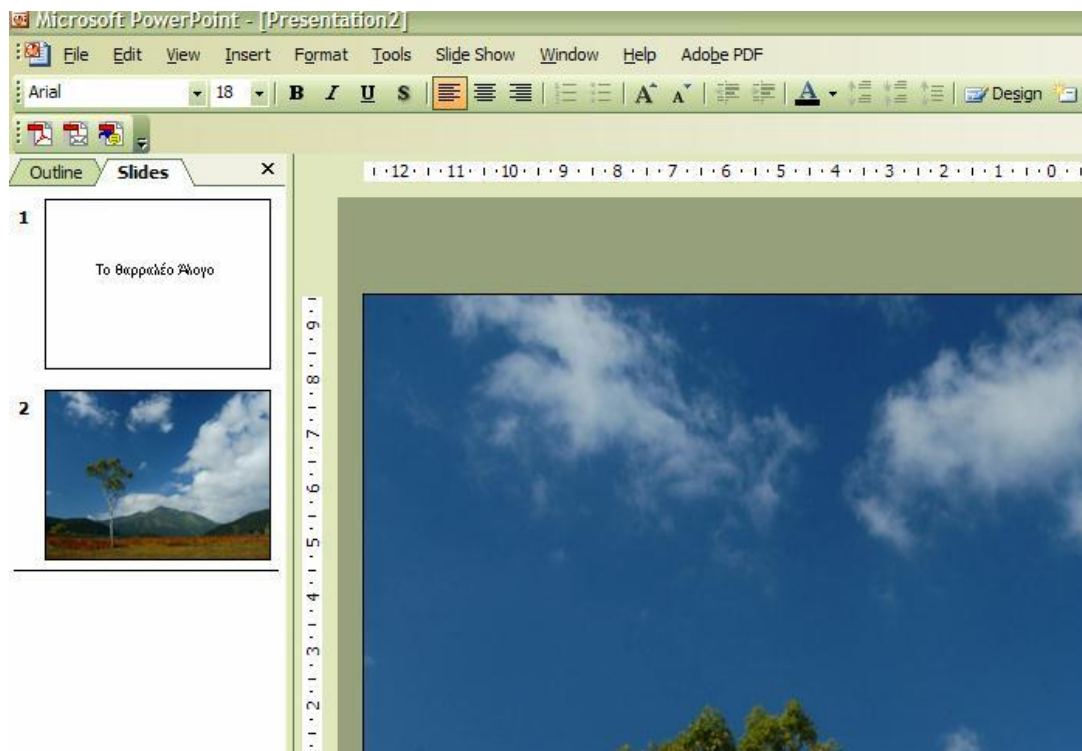 Microsoft PowerPoint - [Presentation2]
File Edit View Insert Format Tools Slide Show Window Help Adobe PDF
Arial 18 B I U S A A A Design
Outline Slides
12 11 10 9 8 7 6 5 4 3 2 1 0
1
Το θαρραλέο Άλογο
2
9
8
7
6
5
4
3
2